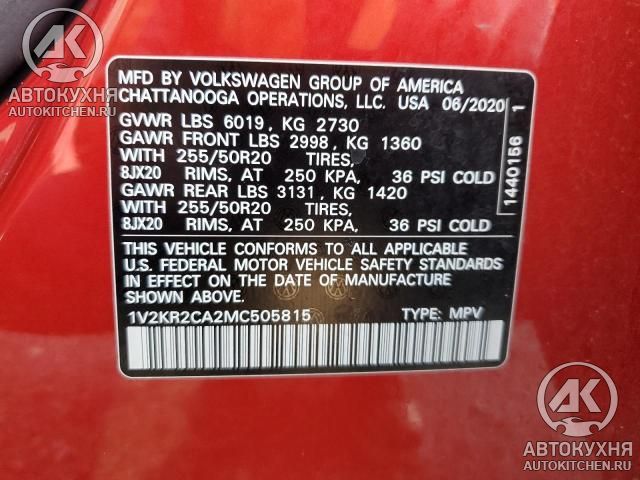 AK
АВТОКУХНЯ
AUTOKITCHEN.RU
MFD BY VOLKSWAGEN GROUP OF AMERICA
CHATTANOOGA OPERATIONS, LLC. USA 06/2020
GVWR LBS 6019, KG 2730
GAWR FRONT LBS 2998, KG 1360
WITH 255/50R20 TIRES,
8JX20 RIMS, AT 250 KPA, 36 PSI COLD
GAWR REAR LBS 3131, KG 1420
WITH 255/50R20 TIRES,
8JX20 RIMS, AT 250 KPA, 36 PSI COLD
1440156 1
THIS VEHICLE CONFORMS TO ALL APPLICABLE
U.S. FEDERAL MOTOR VEHICLE SAFETY STANDARDS
IN EFFECT ON THE DATE OF MANUFACTURE
SHOWN ABOVE.
1V2KR2CA2MC505815 TYPE: MPV
AK
АВТОКУХНЯ
AUTOKITCHEN.RU